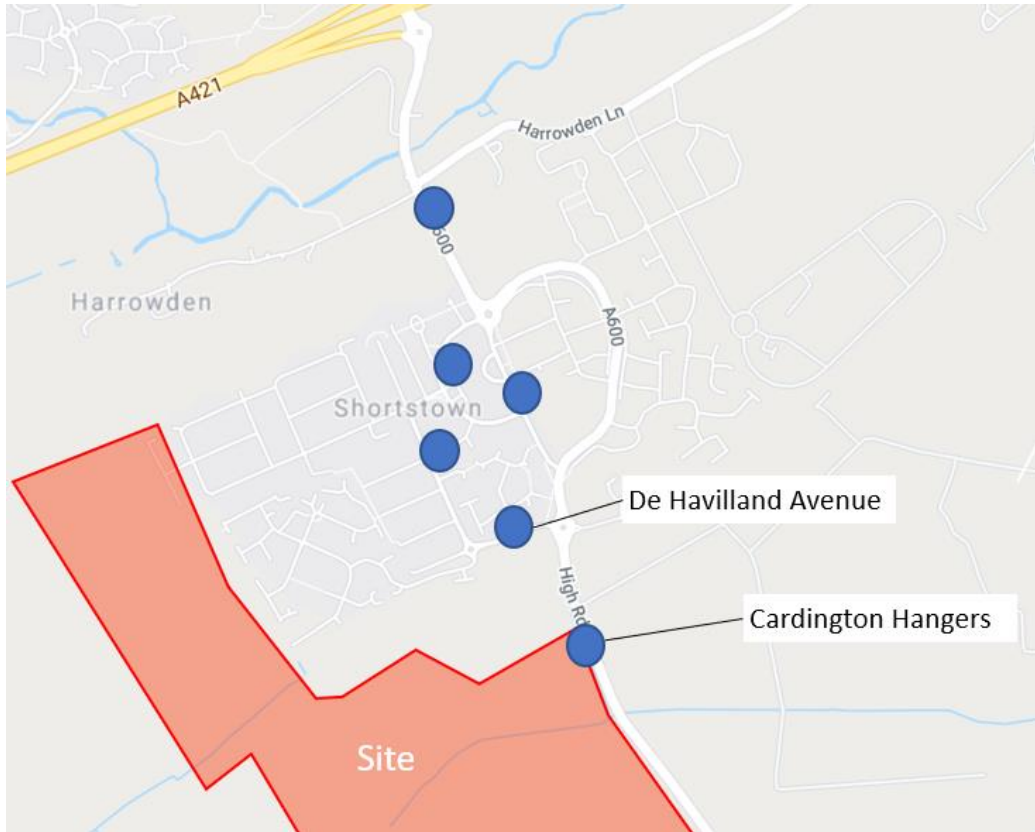 A421
Harrowden Ln
600
Harrowden
A600
Shortstown
De Havilland Avenue
High Rd
Cardington Hangers
Site